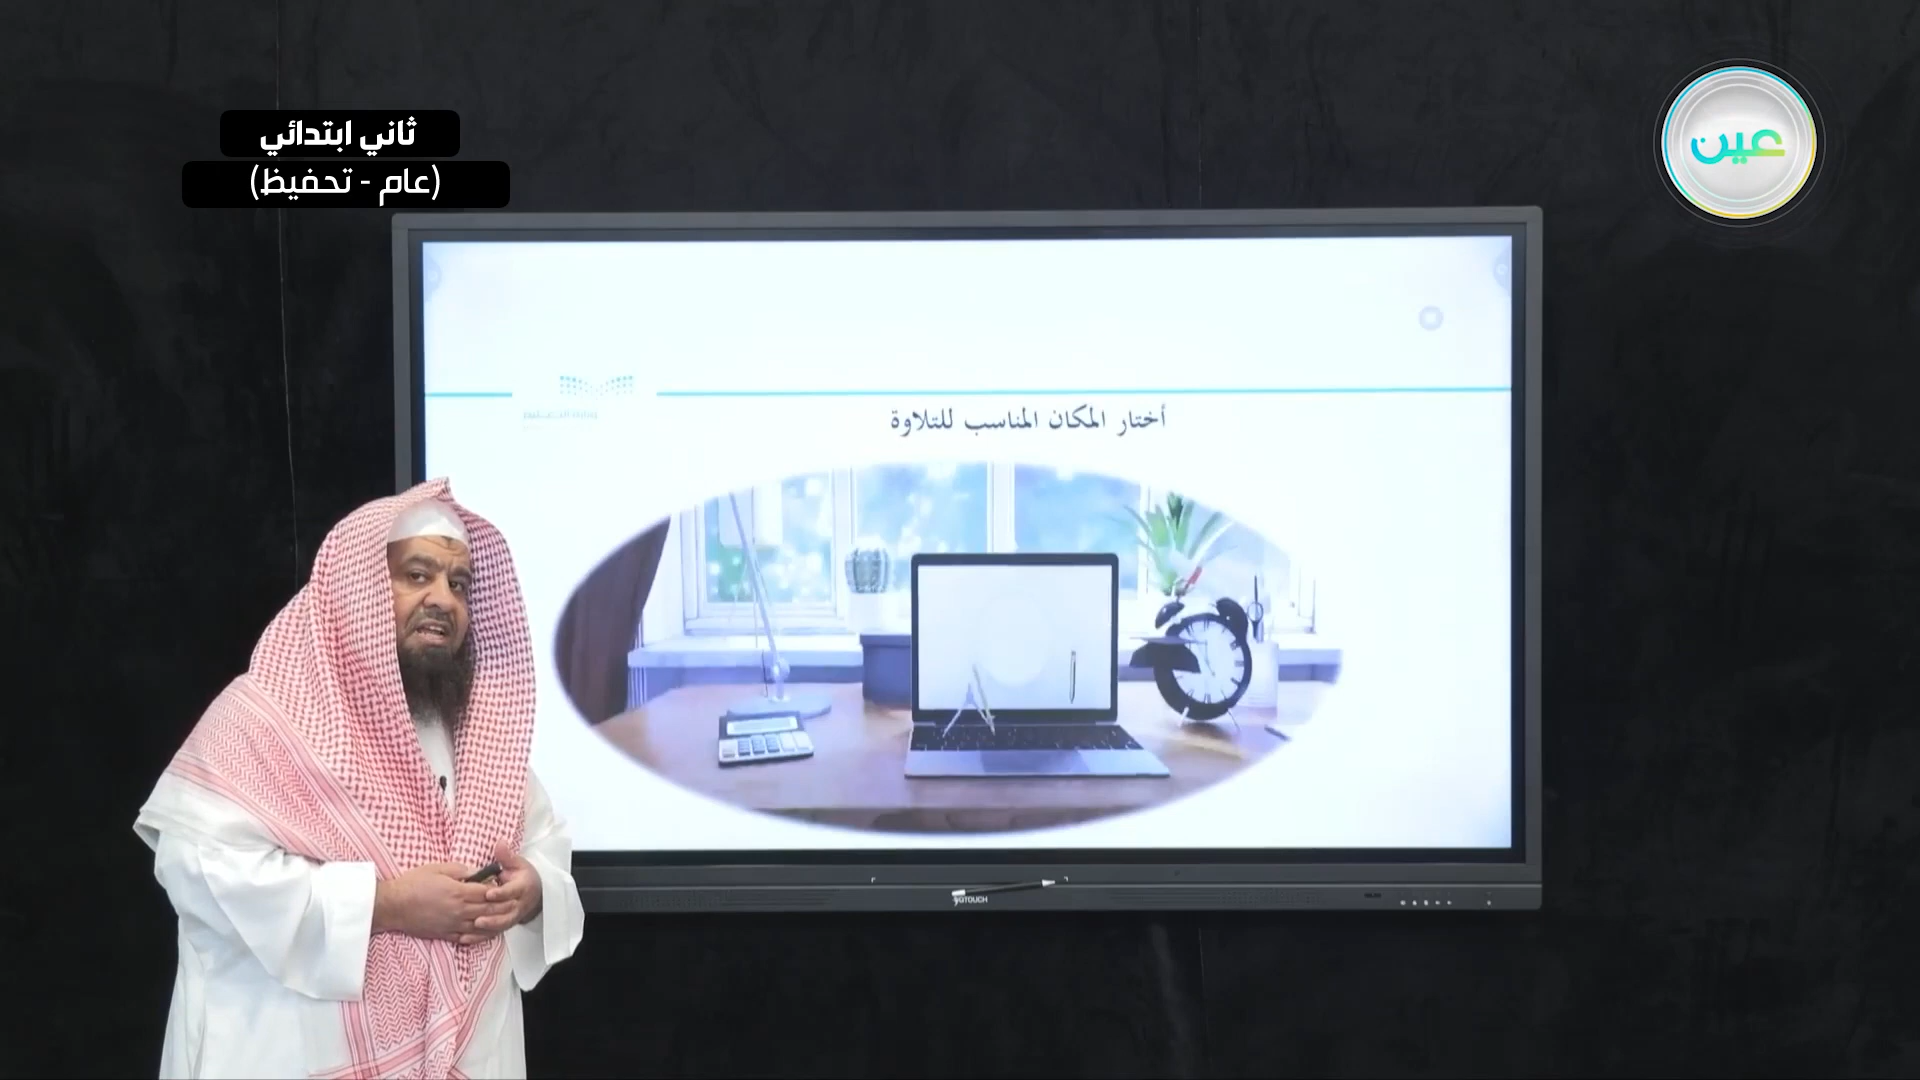 ثاني ابتدائي
(عام - تحفيظ)
عين
أختار المكان المناسب للتلاوة